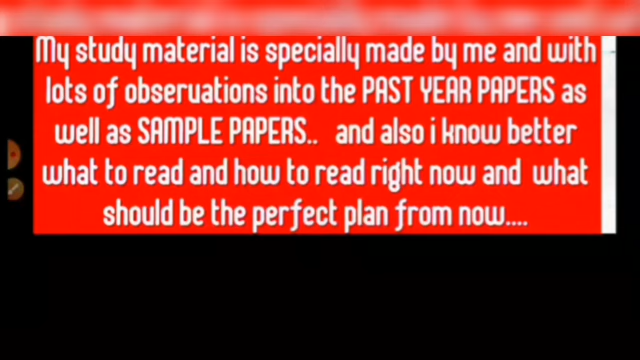 My study material is specially made by me and with
lots of observations into the PAST YEAR PAPERS as
well as SAMPLE PAPERS.. and also i know better
what to read and how to read right now and what
should be the perfect plan from now....